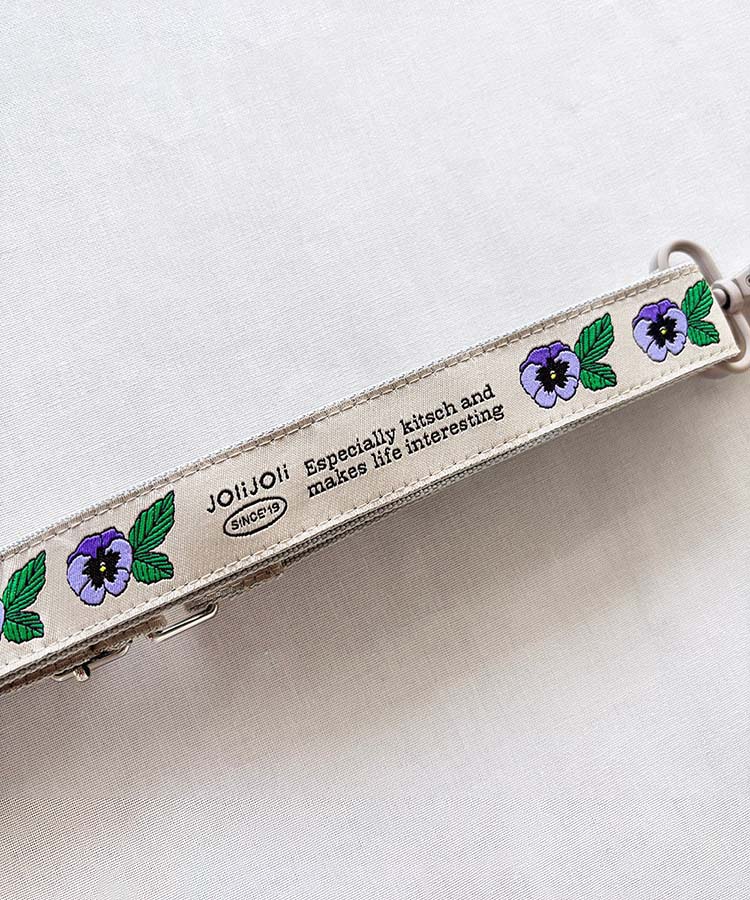 JOliJOli
SINCE'19
Especially kitsch and
makes life interesting